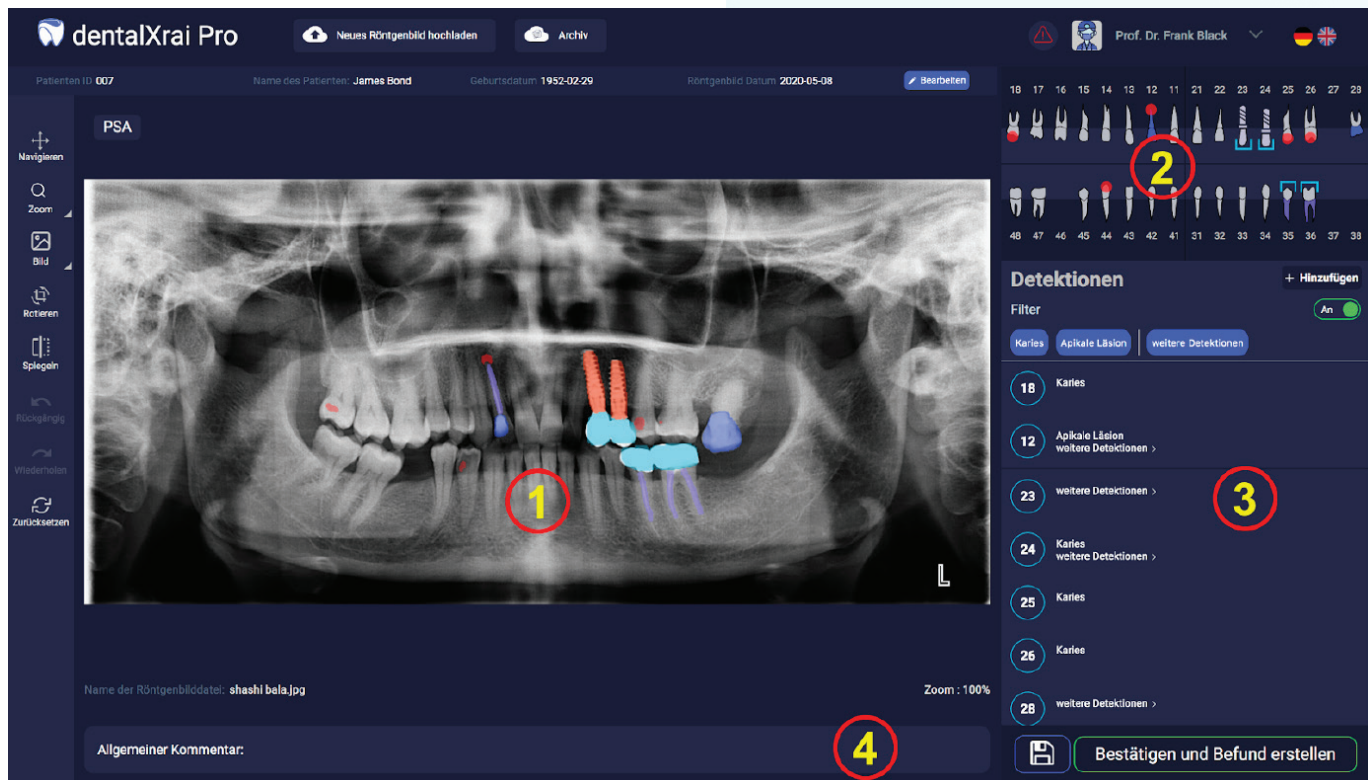 dentalXrai Pro
Neues Röntgenbild hochladen
Archiv
Prof. Dr. Frank Black
Patienten ID 007
Name des Patienten: James Bond
Geburtsdatum 1952-02-29
Röntgenbild Datum 2020-05-08
Bearbeiten
Navigieren
Zoom
Bild
Rotieren
Spiegeln
Rückgängig
Wiederholen
Zurücksetzen
PSA
1
L
Name der Röntgenbilddatei: shashi bala.jpg
Zoom : 100%
Allgemeiner Kommentar:
4
18 17 16 15 14 13 12 11 21 22 23 24 25 26 27 28
2
48 47 46 45 44 43 42 41 31 32 33 34 35 36 37 38
Detektionen
+ Hinzufügen
Filter
An
Karies
Apikale Läsion
weitere Detektionen
18
Karies
12
Apikale Läsion
weitere Detektionen >
23
weitere Detektionen >
3
24
Karies
weitere Detektionen >
25
Karies
26
Karies
28
weitere Detektionen >
Bestätigen und Befund erstellen